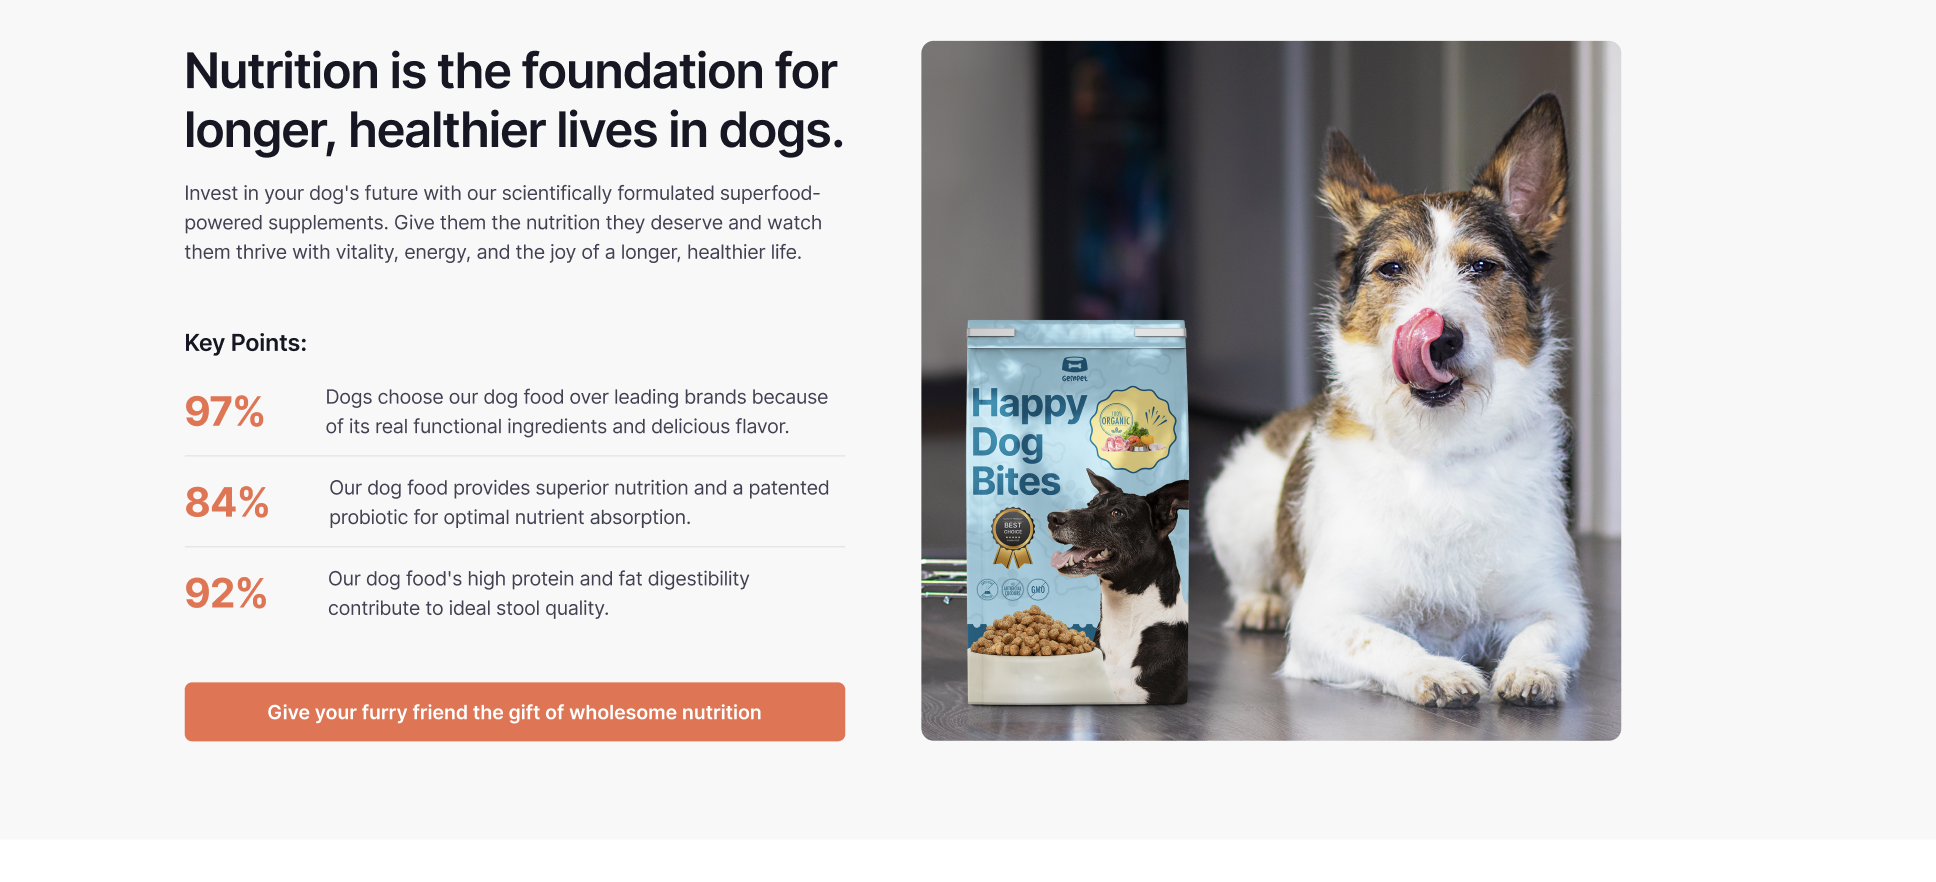 Nutrition is the foundation for
longer, healthier lives in dogs.
Invest in your dog's future with our scientifically formulated superfood-
powered supplements. Give them the nutrition they deserve and watch
them thrive with vitality, energy, and the joy of a longer, healthier life.
Key Points:
97%
Dogs choose our dog food over leading brands because
of its real functional ingredients and delicious flavor.
84%
Our dog food provides superior nutrition and a patented
probiotic for optimal nutrient absorption.
92%
Our dog food's high protein and fat digestibility
contribute to ideal stool quality.
Give your furry friend the gift of wholesome nutrition
GemPet
Happy
Dog
Bites
100%
ORGANIC
BEST
CHOICE
GMO